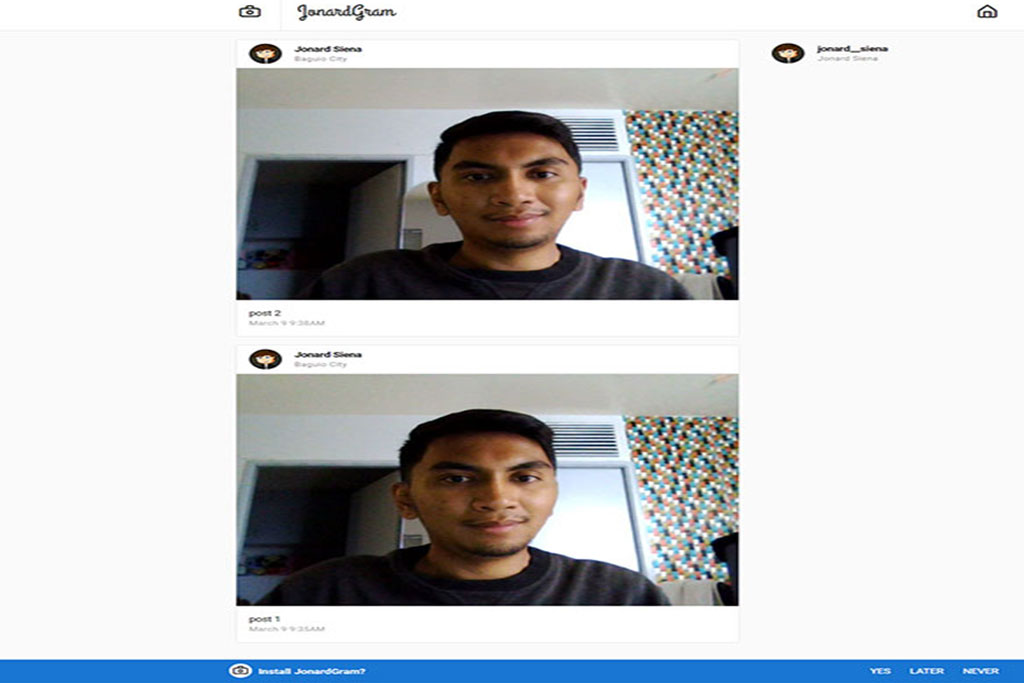 JonardGram
Jonard Siena
Baguio City
post 2
March 9 9:38AM
Jonard Siena
Baguio City
post 1
March 9 9:35AM
jonard__siena
Jonard Siena
Install JonardGram?
YES LATER NEVER